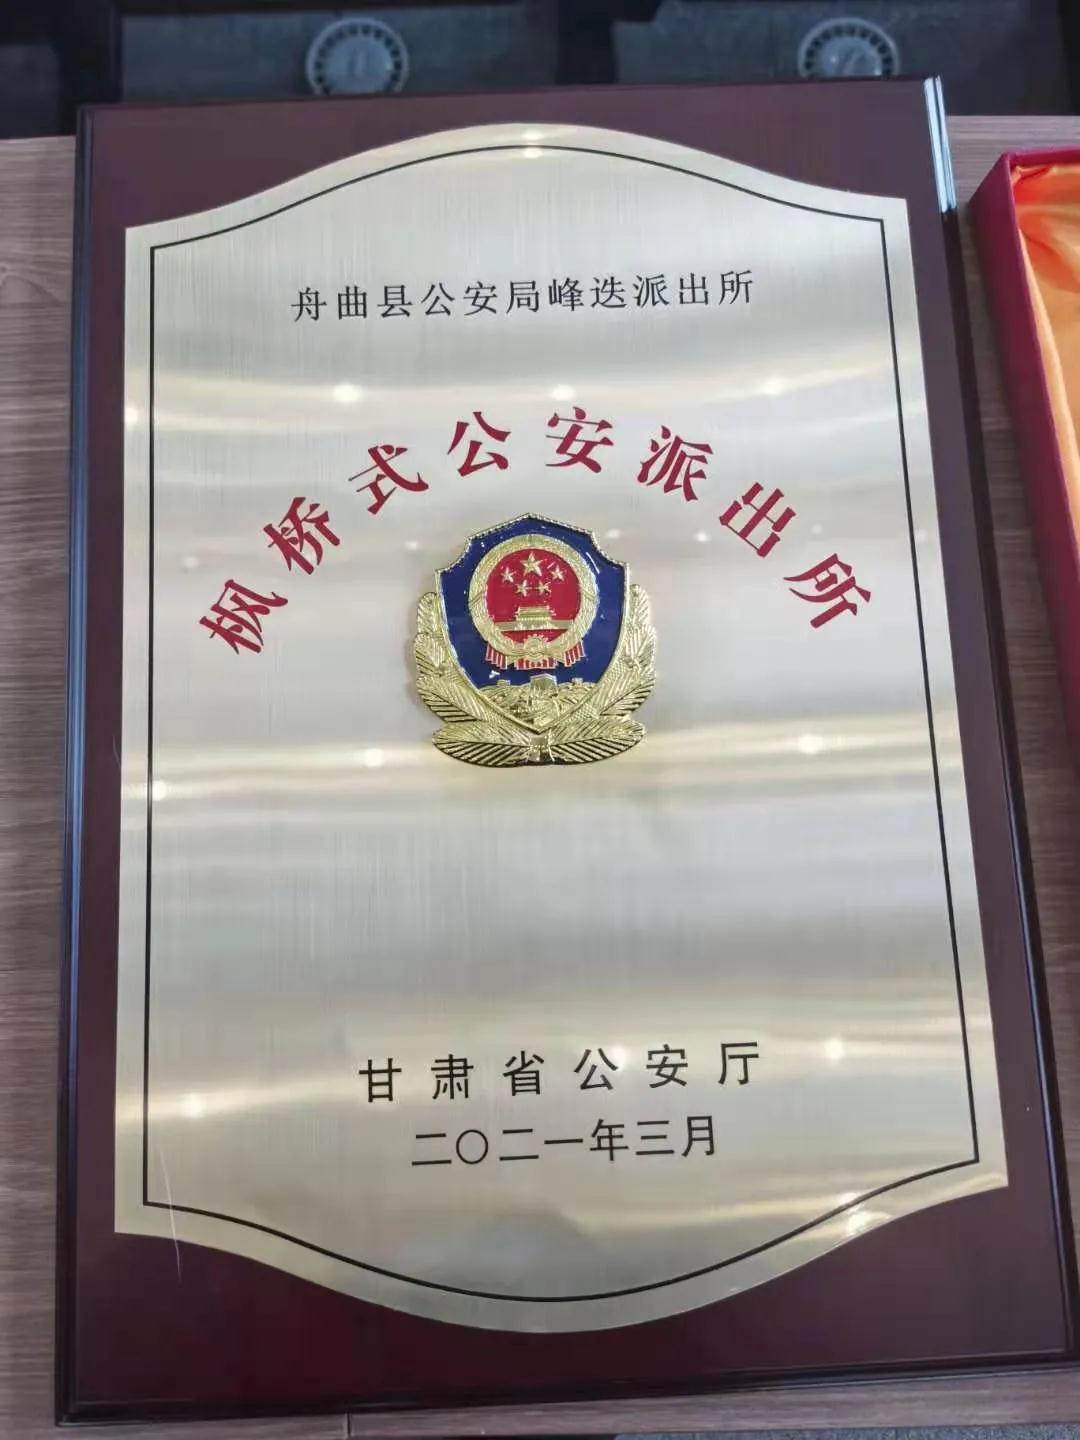 舟曲县公安局峰迭派出所
枫桥式公安派出所
甘肃省公安厅
二〇二一年三月